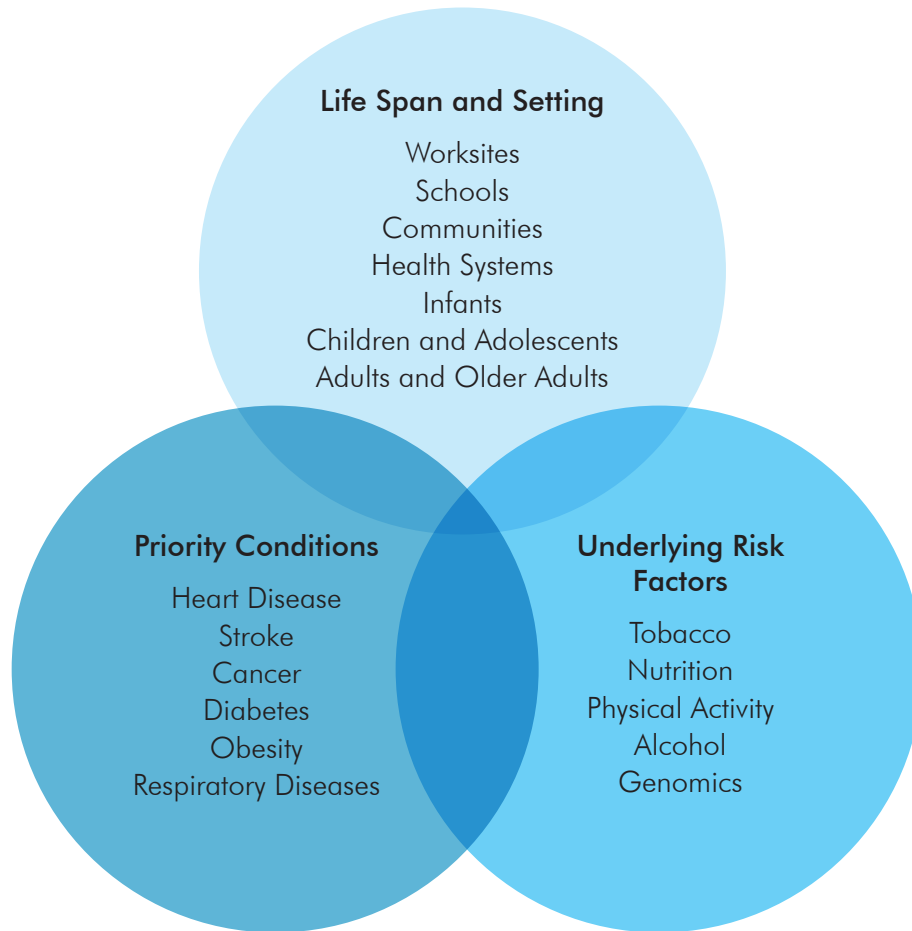 Life Span and Setting
Worksites
Schools
Communities
Health Systems
Infants
Children and Adolescents
Adults and Older Adults
Priority Conditions
Heart Disease
Stroke
Cancer
Diabetes
Obesity
Respiratory Diseases
Underlying Risk
Factors
Tobacco
Nutrition
Physical Activity
Alcohol
Genomics